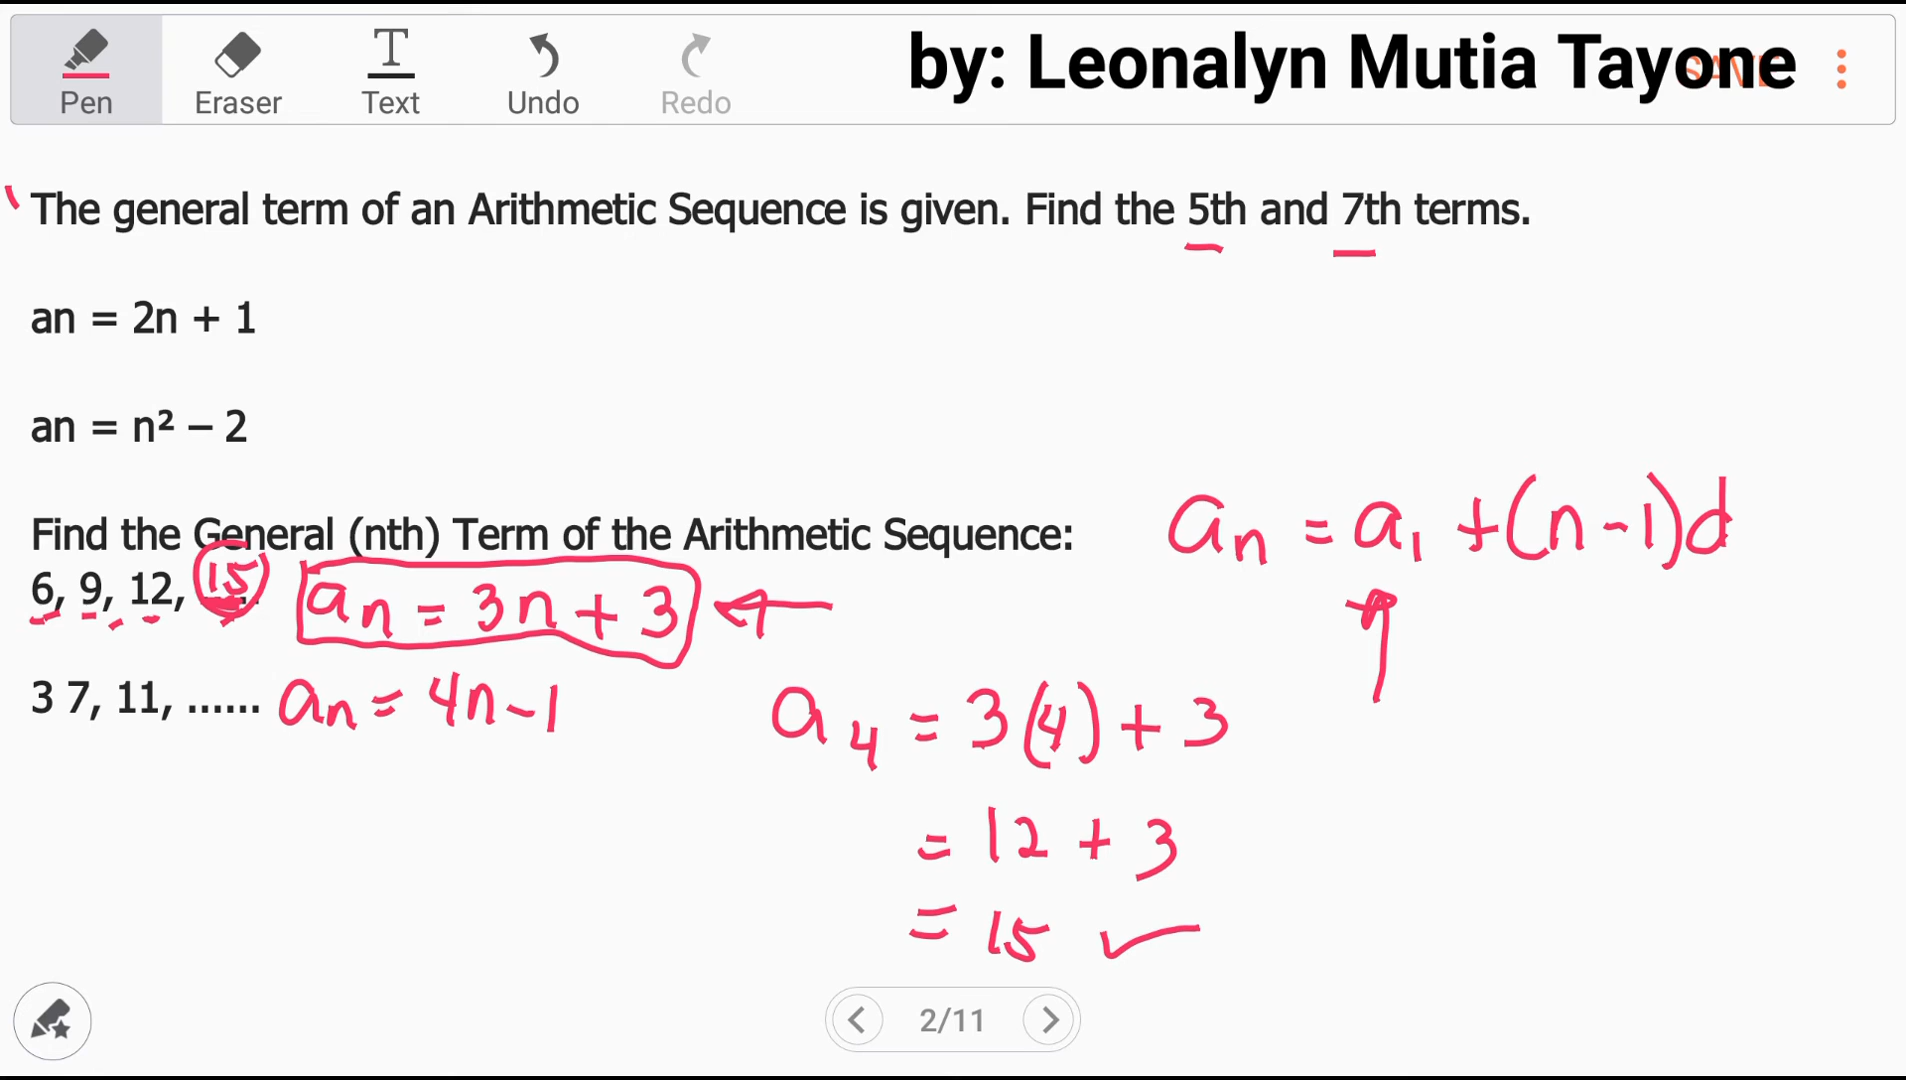 Pen Eraser Text Undo Redo by: Leonalyn Mutia Tayone
The general term of an Arithmetic Sequence is given. Find the 5th and 7th terms.
an = 2n + 1
an = n² – 2
an = a1 + (n - 1)d
Find the General (nth) Term of the Arithmetic Sequence:
6, 9, 12, 15 an = 3n + 3
3 7, 11, ...... an = 4n - 1
a4 = 3(4) + 3
= 12 + 3
= 15 ✓
2/11